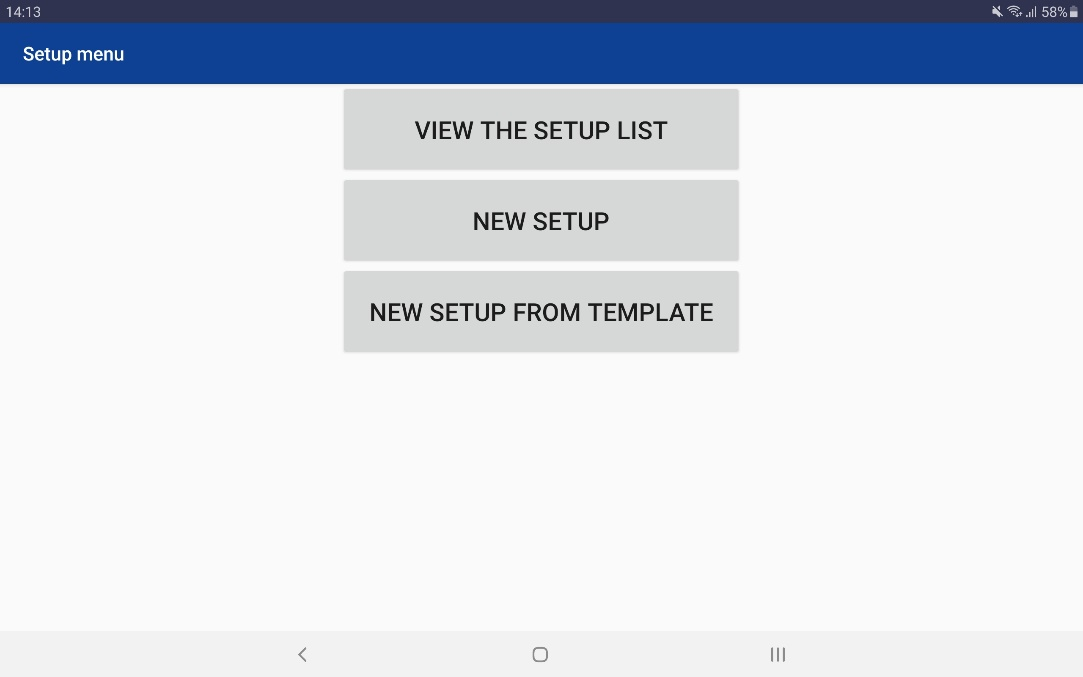 14:13
58%
Setup menu
VIEW THE SETUP LIST
NEW SETUP
NEW SETUP FROM TEMPLATE